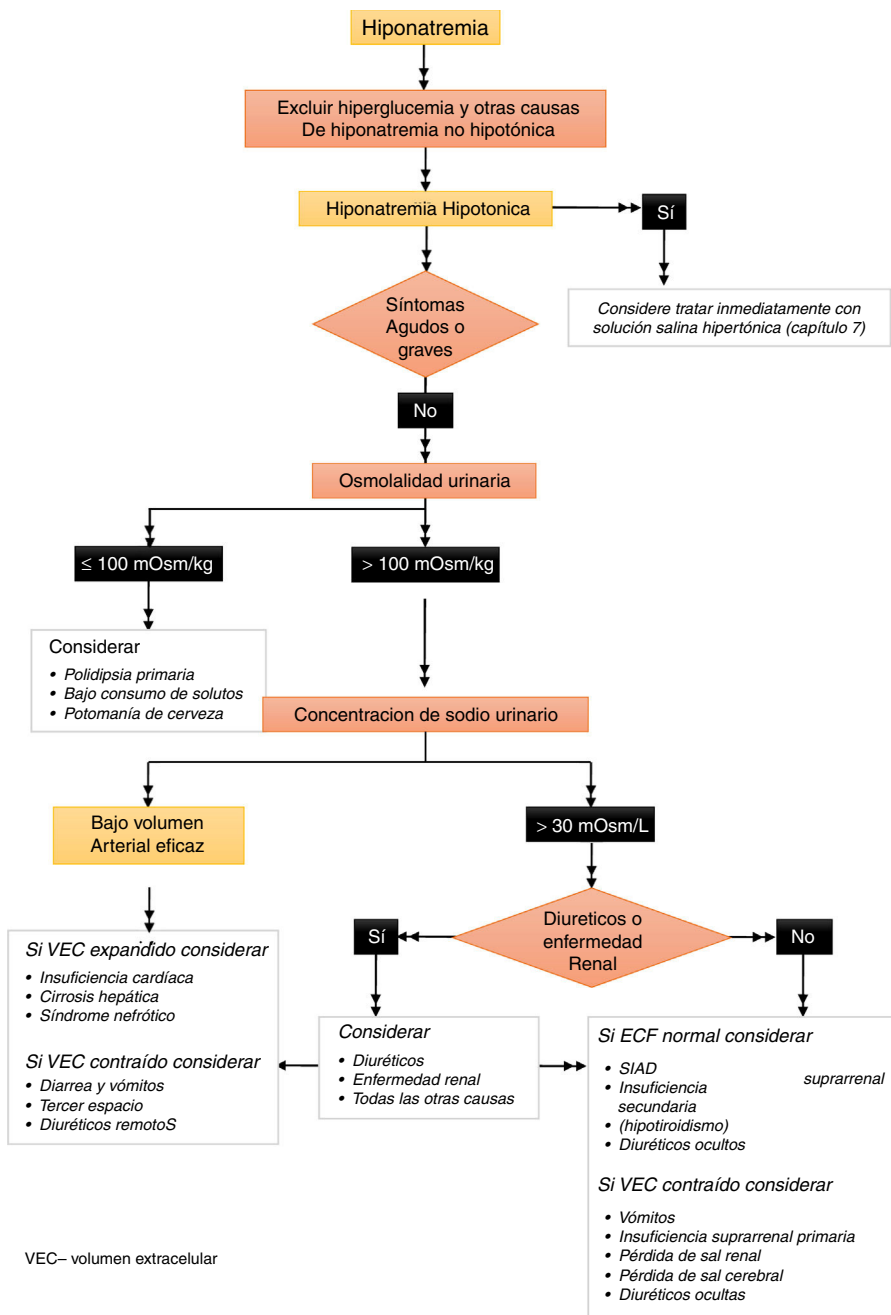 Hiponatremia
Excluir hiperglucemia y otras causas
De hiponatremia no hipotónica
Hiponatremia Hipotonica
Sí
Considere tratar inmediatamente con
solución salina hipertónica (capítulo 7)
Síntomas
Agudos o
graves
No
Osmolalidad urinaria
≤ 100 mOsm/kg
> 100 mOsm/kg
Considerar
• Polidipsia primaria
• Bajo consumo de solutos
• Potomanía de cerveza
Concentracion de sodio urinario
Bajo volumen
Arterial eficaz
> 30 mOsm/L
Diureticos o
enfermedad
Renal
Sí
No
Si VEC expandido considerar
• Insuficiencia cardíaca
• Cirrosis hepática
• Síndrome nefrótico
Si VEC contraído considerar
• Diarrea y vómitos
• Tercer espacio
• Diuréticos remotoS
Considerar
• Diuréticos
• Enfermedad renal
• Todas las otras causas
Si ECF normal considerar
• SIAD
• Insuficiencia suprarrenal
secundaria
• (hipotiroidismo)
• Diuréticos ocultos
Si VEC contraído considerar
• Vómitos
• Insuficiencia suprarrenal primaria
• Pérdida de sal renal
• Pérdida de sal cerebral
• Diuréticos ocultas
VEC– volumen extracelular